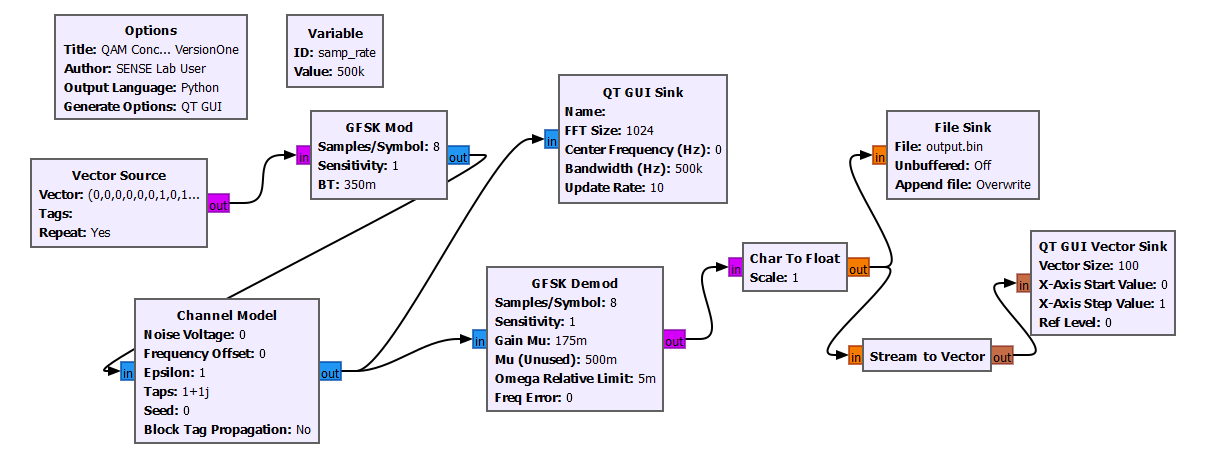 Options
Title: QAM Conc... VersionOne
Author: SENSE Lab User
Output Language: Python
Generate Options: QT GUI
Variable
ID: samp_rate
Value: 500k
Vector Source
Vector: (0,0,0,0,0,0,1,0,1...
Tags:
Repeat: Yes
out
in
GFSK Mod
Samples/Symbol: 8
Sensitivity: 1
BT: 350m
out
in
QT GUI Sink
Name:
FFT Size: 1024
Center Frequency (Hz): 0
Bandwidth (Hz): 500k
Update Rate: 10
in
Channel Model
Noise Voltage: 0
Frequency Offset: 0
Epsilon: 1
Taps: 1+1j
Seed: 0
Block Tag Propagation: No
out
in
GFSK Demod
Samples/Symbol: 8
Sensitivity: 1
Gain Mu: 175m
Mu (Unused): 500m
Omega Relative Limit: 5m
Freq Error: 0
out
in
Char To Float
Scale: 1
out
in
File Sink
File: output.bin
Unbuffered: Off
Append file: Overwrite
in
Stream to Vector
out
in
QT GUI Vector Sink
Vector Size: 100
X-Axis Start Value: 0
X-Axis Step Value: 1
Ref Level: 0